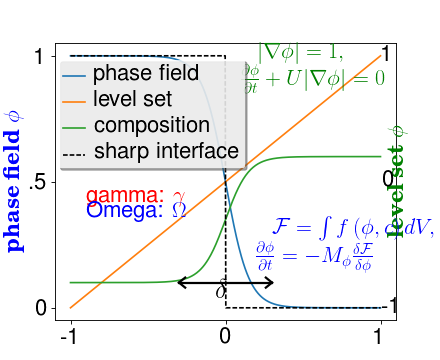 |∇ϕ| = 1,
∂ϕ/∂t + U|∇ϕ| = 0
phase field
level set
composition
sharp interface
gamma: γ
Omega: Ω
ℱ = ∫ f (ϕ, c) dV,
∂ϕ/∂t = −M_ϕ δℱ/δϕ
δ
phase field ϕ
level set ϕ
1
.5
0
1
0
-1
-1
0
1